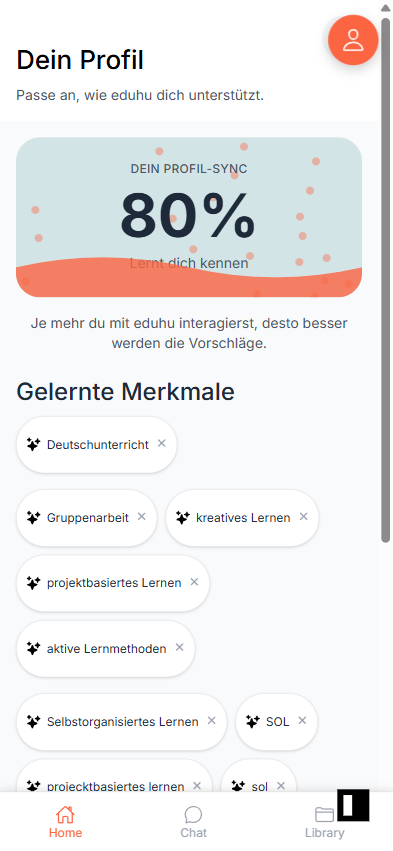 Dein Profil
Passe an, wie eduhu dich unterstützt.
DEIN PROFIL-SYNC
80%
Lernt dich kennen
Je mehr du mit eduhu interagierst, desto besser
werden die Vorschläge.
Gelernte Merkmale
Deutschunterricht ×
Gruppenarbeit × kreatives Lernen ×
projektbasiertes Lernen ×
aktive Lernmethoden ×
Selbstorganisiertes Lernen × SOL ×
projecktbasiertes lernen × sol ×
Home Chat Library